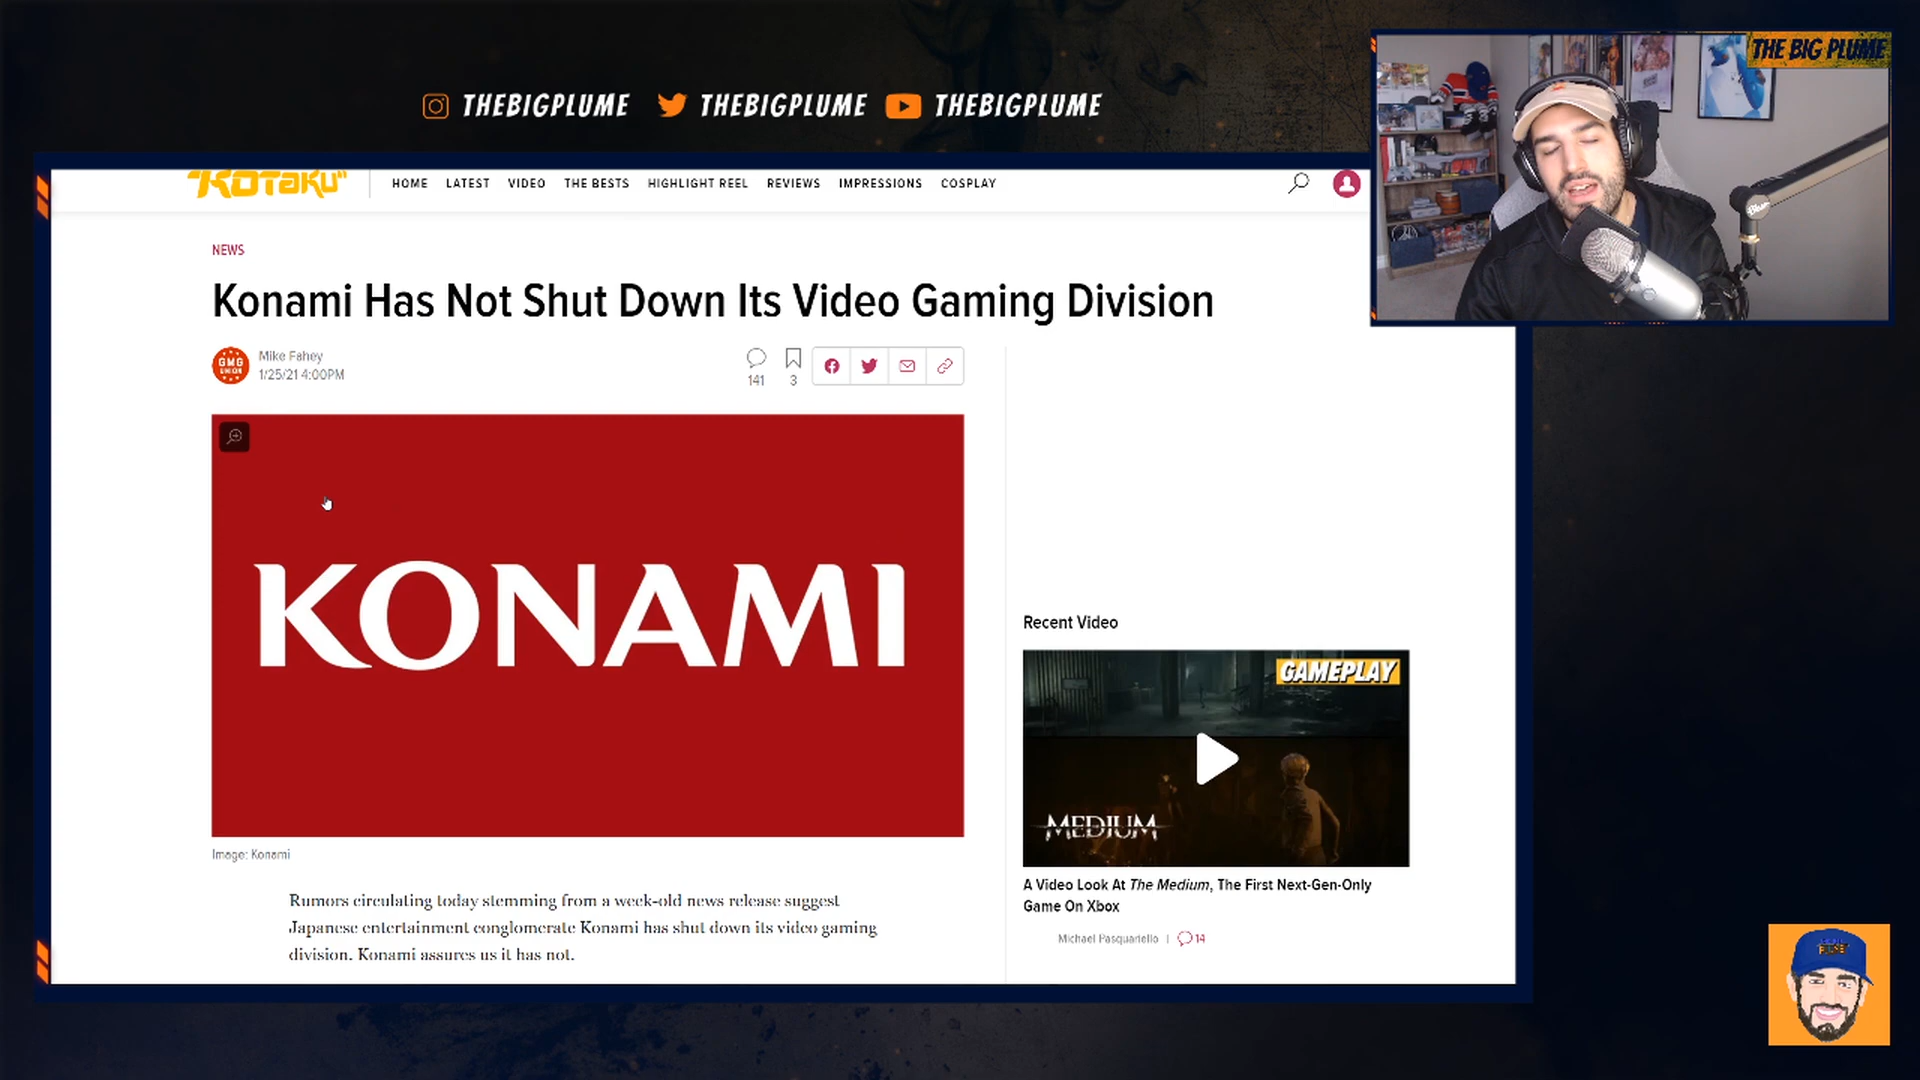 THEBIGPLUME THEBIGPLUME THEBIGPLUME
THE BIG PLUME
KOTAKU HOME LATEST VIDEO THE BESTS HIGHLIGHT REEL REVIEWS IMPRESSIONS COSPLAY
NEWS
Konami Has Not Shut Down Its Video Gaming Division
GMG
UNION
Mike Fahey
1/25/21 4:00PM
141
3
KONAMI
Image: Konami
Rumors circulating today stemming from a week-old news release suggest
Japanese entertainment conglomerate Konami has shut down its video gaming
division. Konami assures us it has not.
Recent Video
GAMEPLAY
MEDIUM
A Video Look At The Medium, The First Next-Gen-Only
Game On Xbox
Michael Pasquariello | 14